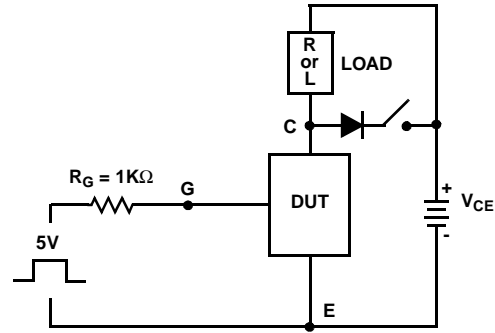 R
or
L
LOAD
C
R_G = 1KΩ
G
DUT
+
V_CE
-
5V
E